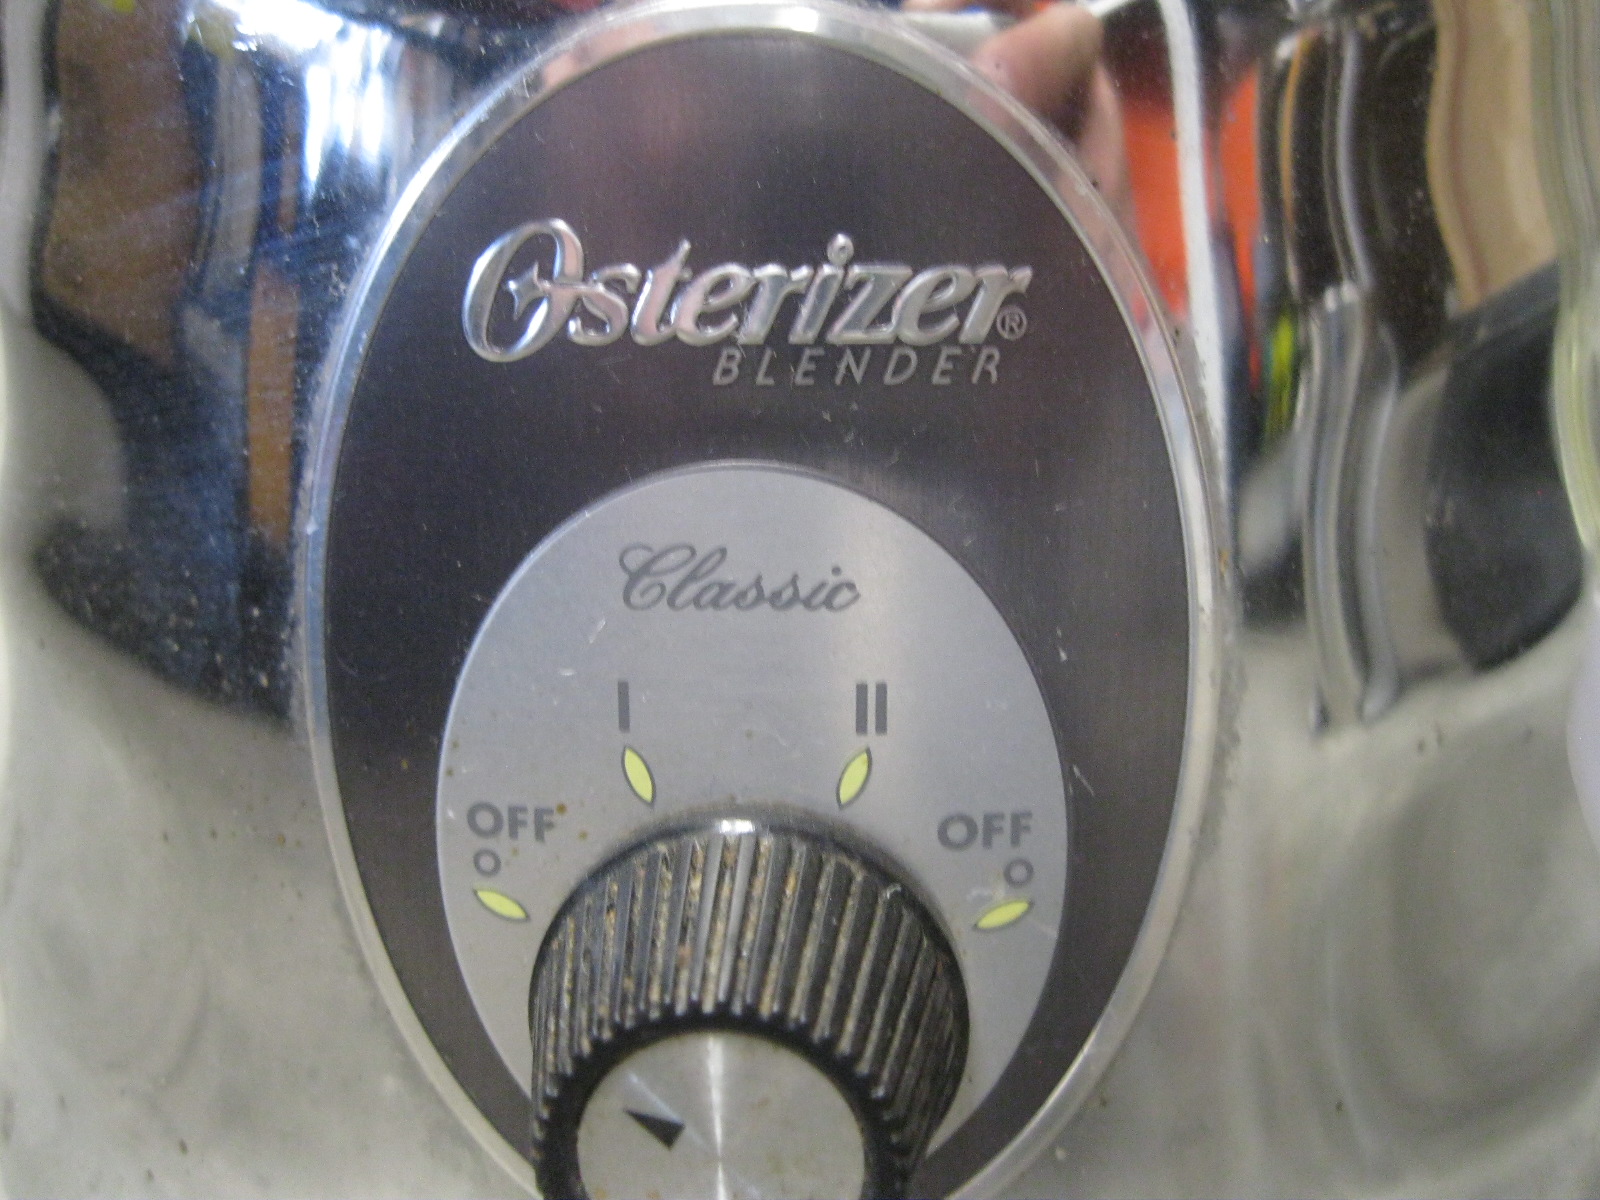 Osterizer®
BLENDER
Classic
I II
OFF OFF
O O